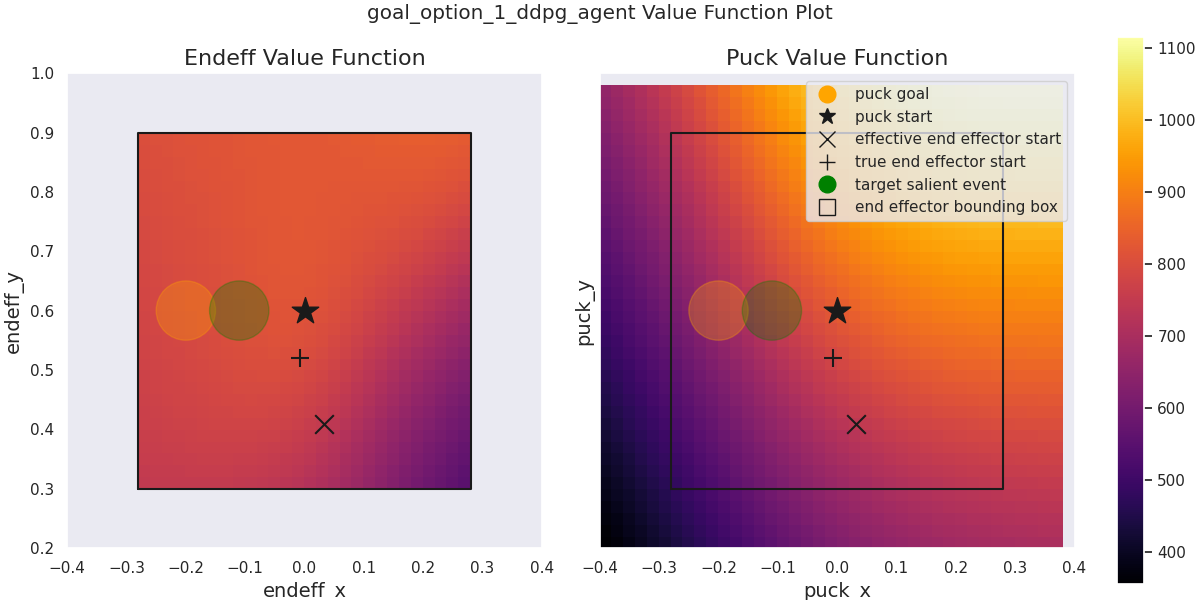 goal_option_1_ddpg_agent Value Function Plot
Endeff Value Function
1.0
0.9
0.8
0.7
0.6
0.5
0.4
0.3
0.2
endeff_y
−0.4 −0.3 −0.2 −0.1 0.0 0.1 0.2 0.3 0.4
endeff_x
Puck Value Function
puck goal
puck start
effective end effector start
true end effector start
target salient event
end effector bounding box
puck_y
−0.4 −0.3 −0.2 −0.1 0.0 0.1 0.2 0.3 0.4
puck_x
1100
1000
900
800
700
600
500
400